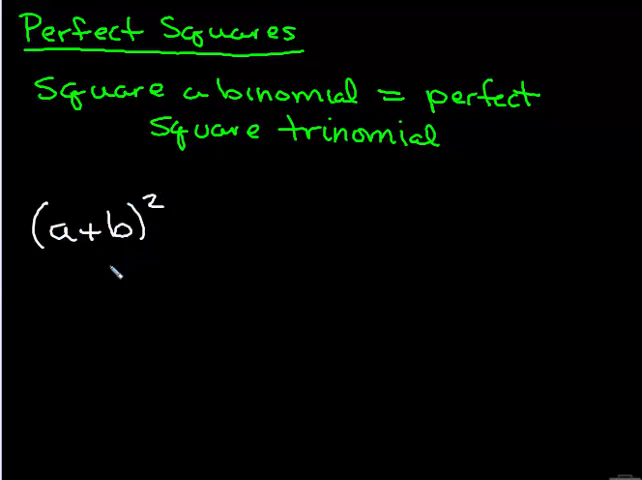 Perfect Squares
Square a binomial = perfect
Square trinomial
(a+b)²